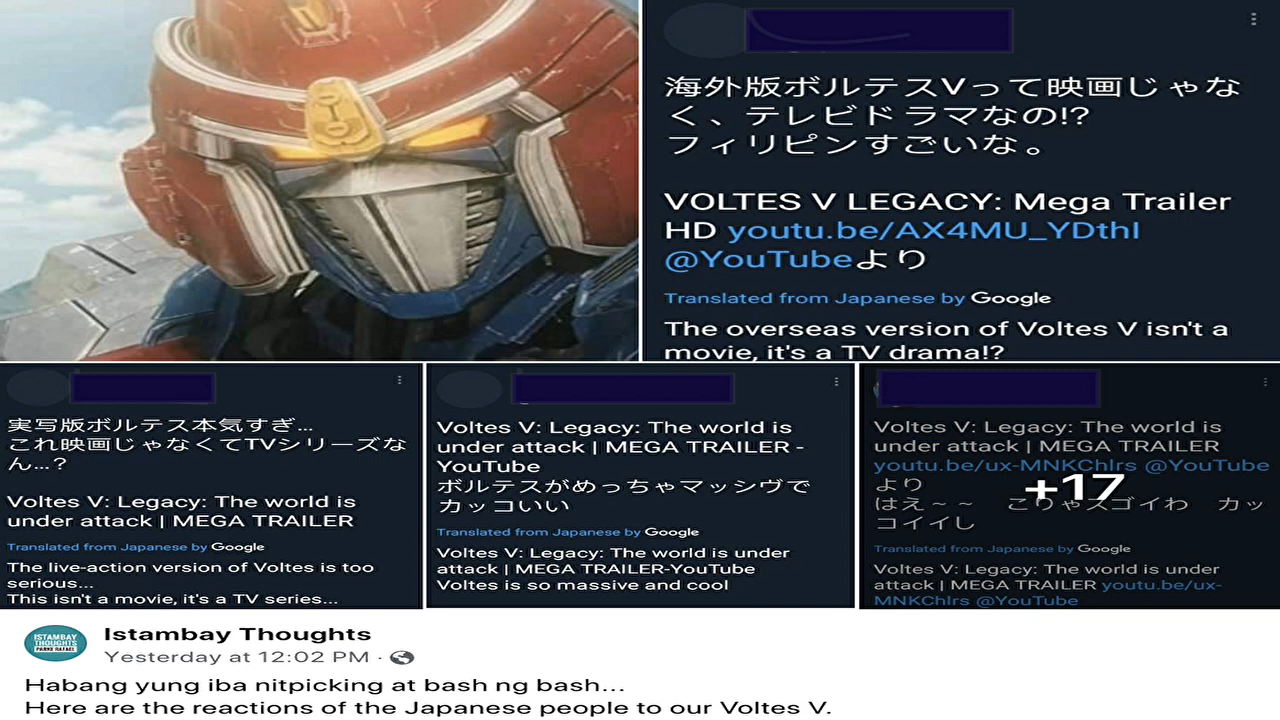 海外版ボルテスVって映画じゃな
く、テレビドラマなの!?
フィリピンすごいな。
VOLTES V LEGACY: Mega Trailer
HD youtu.be/AX4MU_YDthI
@YouTubeより
Translated from Japanese by Google
The overseas version of Voltes V isn't a
movie, it's a TV drama!?
実写版ボルテス本気すぎ...
これ映画じゃなくてTVシリーズな
ん...?
Voltes V: Legacy: The world is
under attack | MEGA TRAILER
Translated from Japanese by Google
The live-action version of Voltes is too
serious...
This isn't a movie, it's a TV series...
Voltes V: Legacy: The world is
under attack | MEGA TRAILER -
YouTube
ボルテスがめっちゃマッシヴで
カッコいい
Translated from Japanese by Google
Voltes V: Legacy: The world is under
attack | MEGA TRAILER-YouTube
Voltes is so massive and cool
Voltes V: Legacy: The world is
under attack | MEGA TRAILER
youtu.be/ux-MNKChIrs @YouTube
より
+17
はえ~~ こりゃスゴイわ カッ
コイイし
Translated from Japanese by Google
Voltes V: Legacy: The world is under
attack | MEGA TRAILER youtu.be/ux-
MNKChIrs @YouTube
ISTAMBAY
THOUGHTS
PARNE RAFAEL
Istambay Thoughts
Yesterday at 12:02 PM ·
Habang yung iba nitpicking at bash ng bash...
Here are the reactions of the Japanese people to our Voltes V.